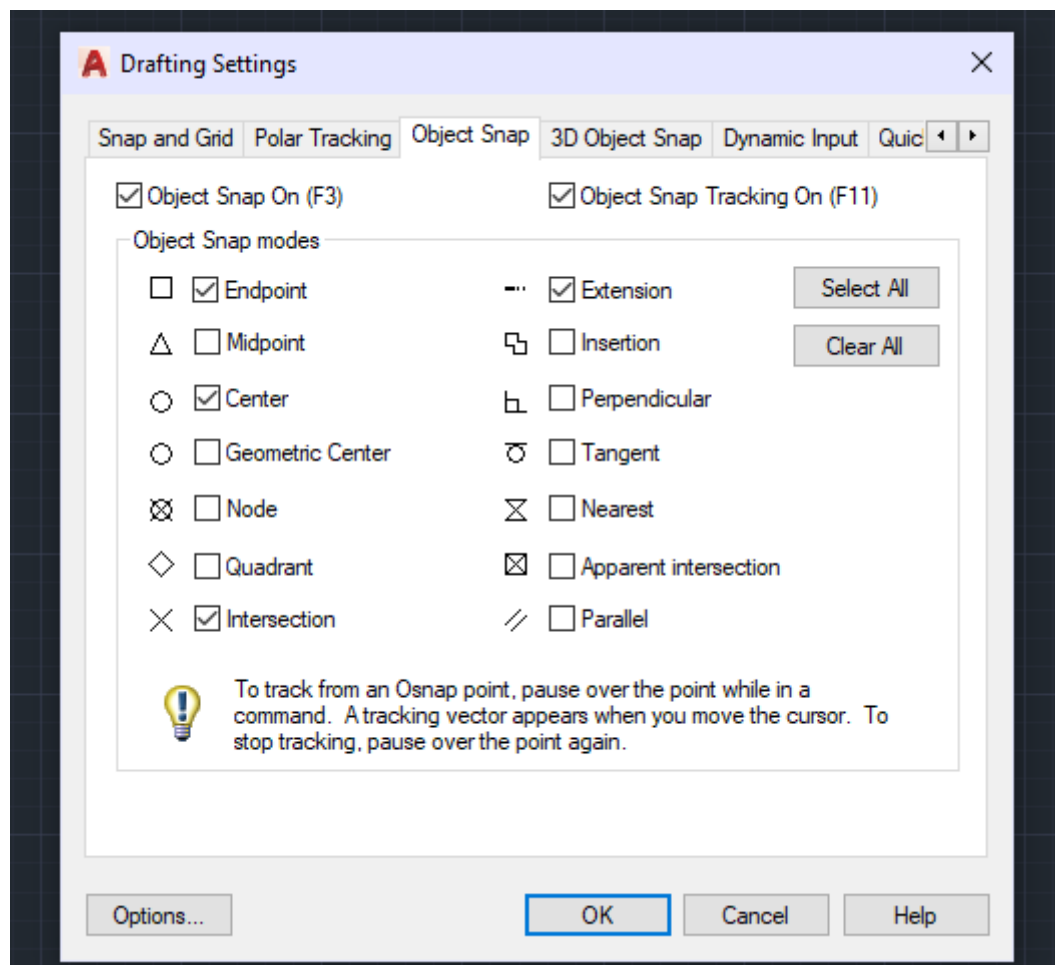 Drafting Settings
Snap and Grid Polar Tracking Object Snap 3D Object Snap Dynamic Input Quic
Object Snap On (F3) Object Snap Tracking On (F11)
Object Snap modes
Endpoint Extension Select All
Midpoint Insertion Clear All
Center Perpendicular
Geometric Center Tangent
Node Nearest
Quadrant Apparent intersection
Intersection Parallel
To track from an Osnap point, pause over the point while in a
command. A tracking vector appears when you move the cursor. To
stop tracking, pause over the point again.
Options... OK Cancel Help